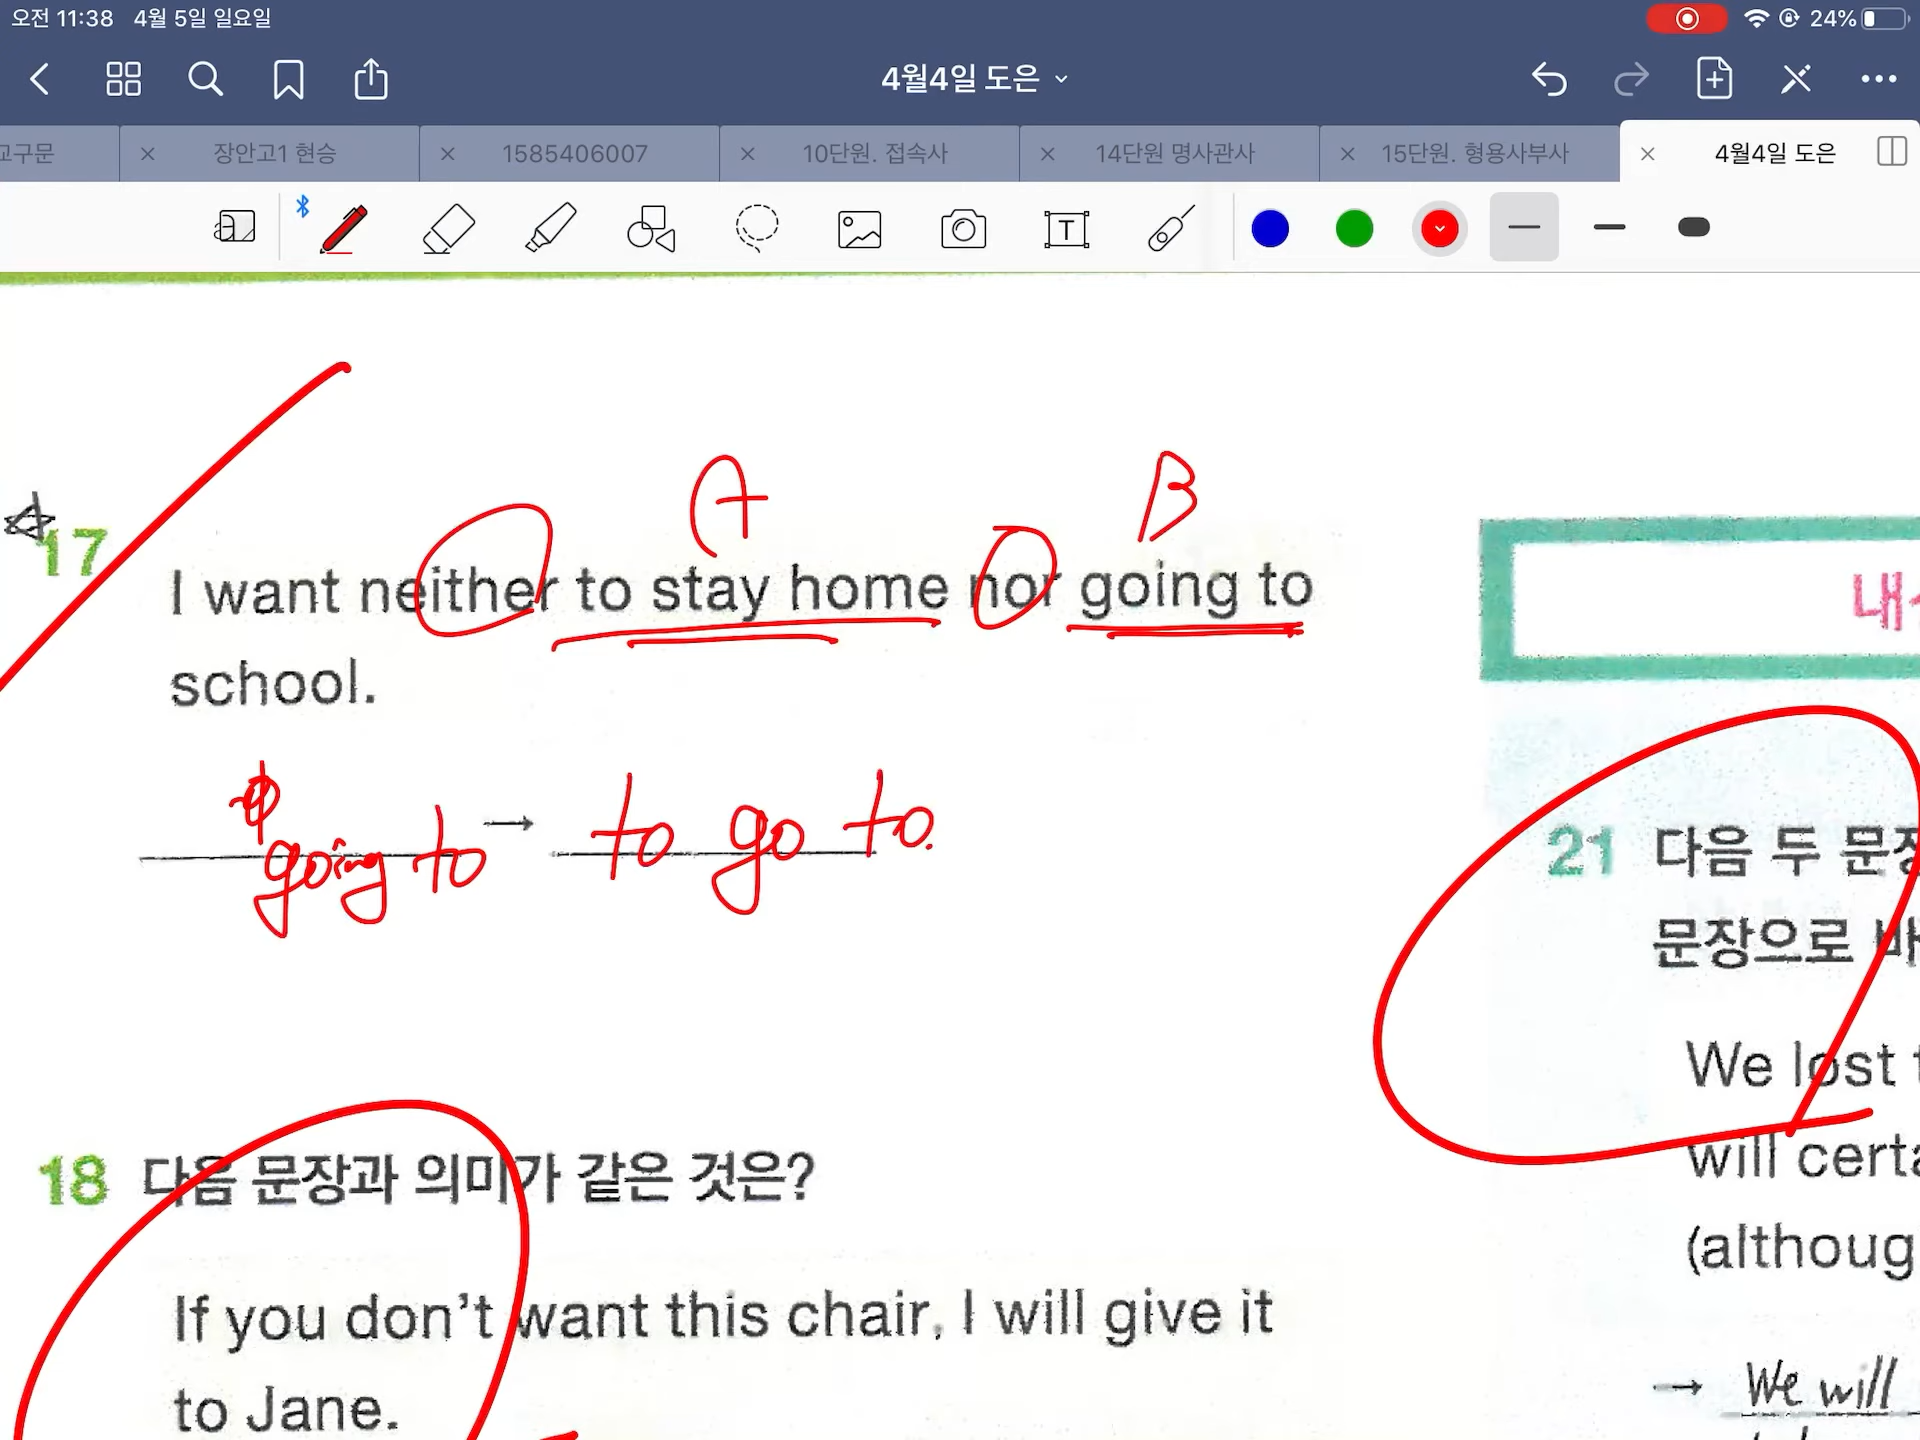 오전 11:38 4월 5일 일요일
24%
4월4일 도은
교구문
장안고1 현승
1585406007
10단원. 접속사
14단원 명사관사
15단원. 형용사부사
4월4일 도은
A B
17
I want neither to stay home nor going to
school.
going to → to go to.
18 다음 문장과 의미가 같은 것은?
If you don't want this chair, I will give it
to Jane.
21 다음 두 문장
문장으로 바
We lost t
will certa
(althoug
→ We will